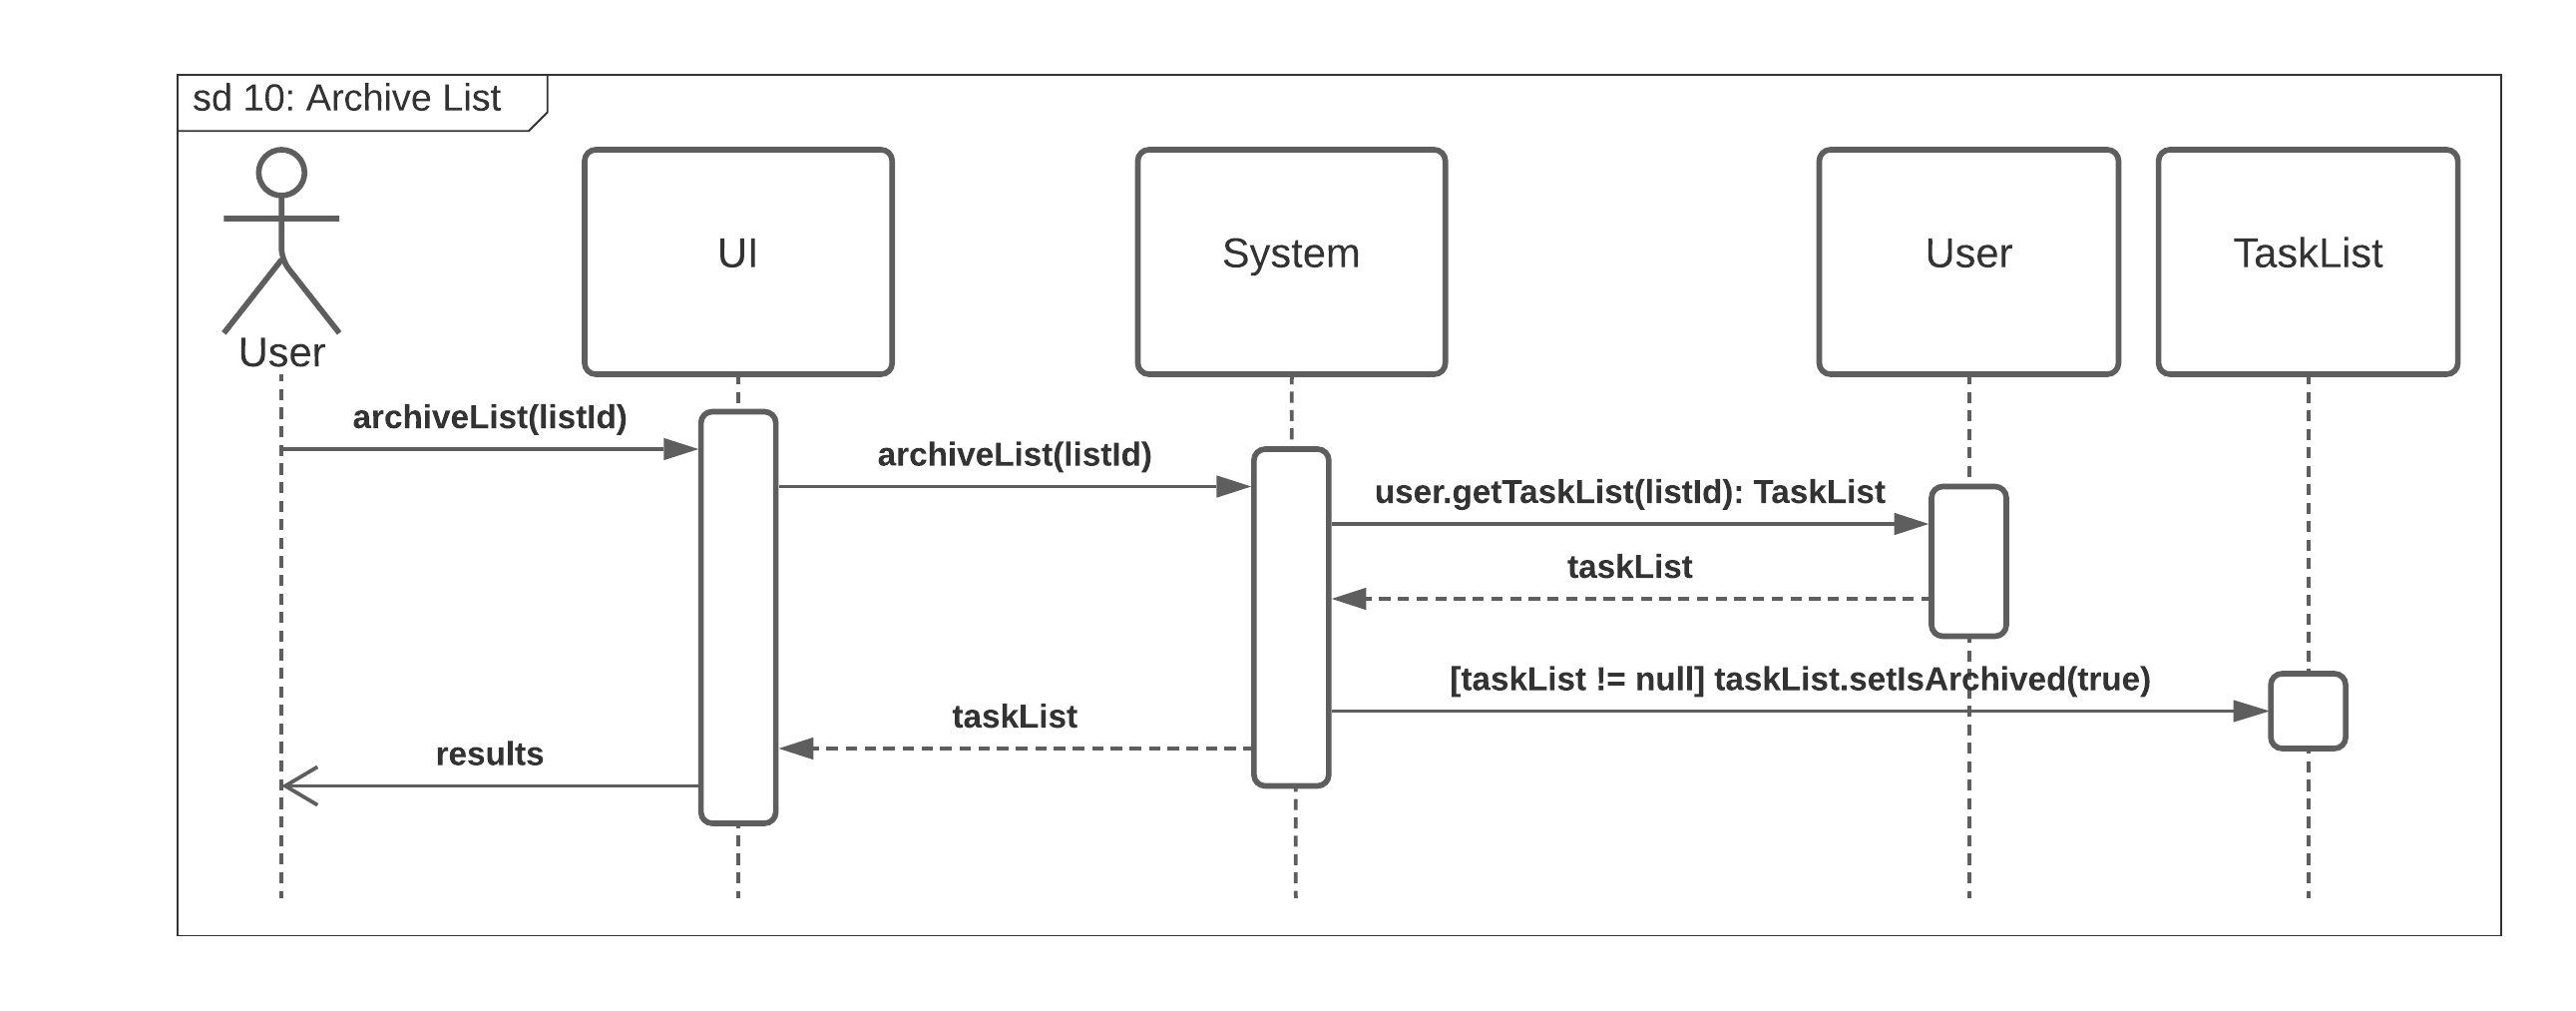 sd 10: Archive List
User
UI
System
User
TaskList
archiveList(listId)
archiveList(listId)
user.getTaskList(listId): TaskList
taskList
[taskList != null] taskList.setIsArchived(true)
taskList
results